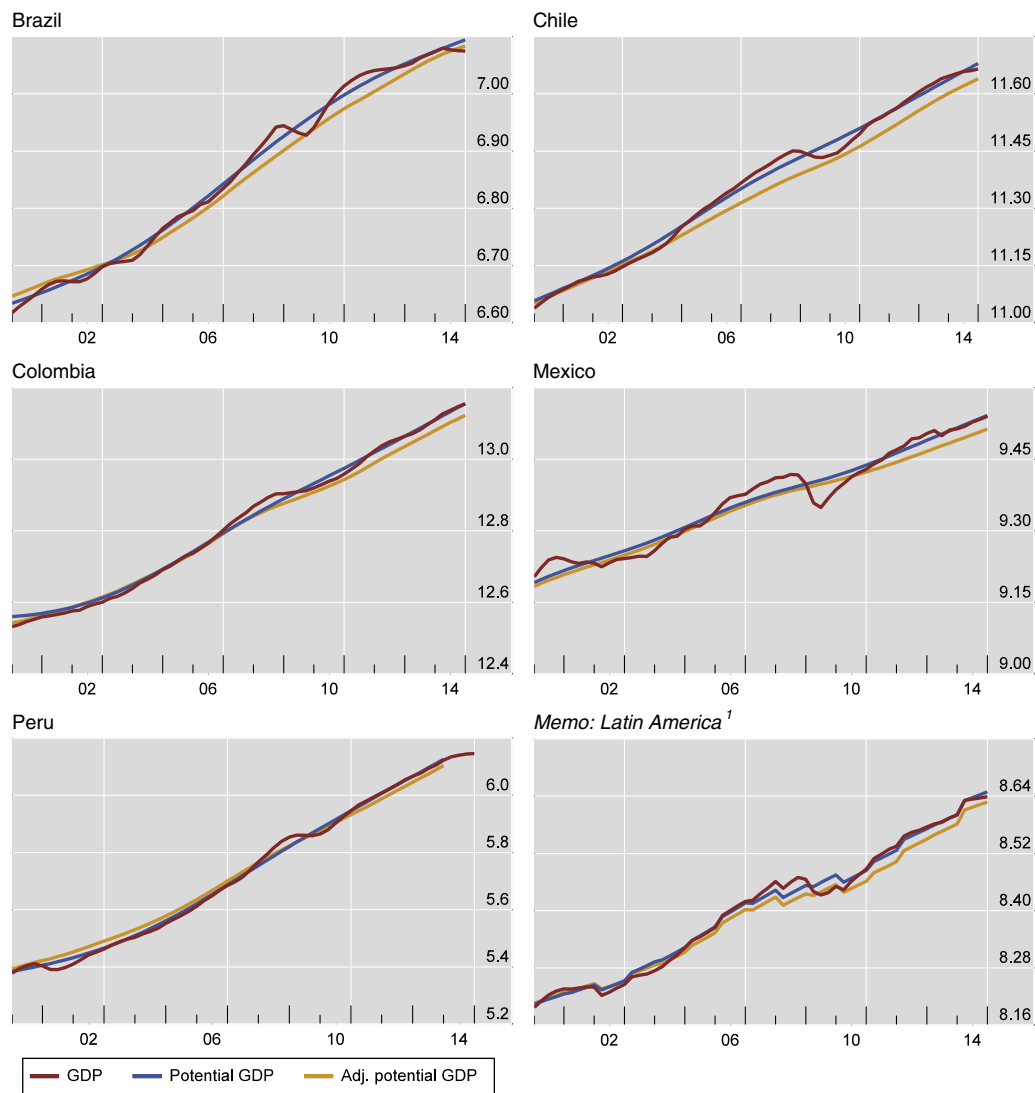 Brazil
7.00
6.90
6.80
6.70
6.60
02 06 10 14
Chile
11.60
11.45
11.30
11.15
11.00
02 06 10 14
Colombia
13.0
12.8
12.6
12.4
02 06 10 14
Mexico
9.45
9.30
9.15
9.00
02 06 10 14
Peru
6.0
5.8
5.6
5.4
5.2
02 06 10 14
Memo: Latin America 1
8.64
8.52
8.40
8.28
8.16
02 06 10 14
GDP Potential GDP Adj. potential GDP